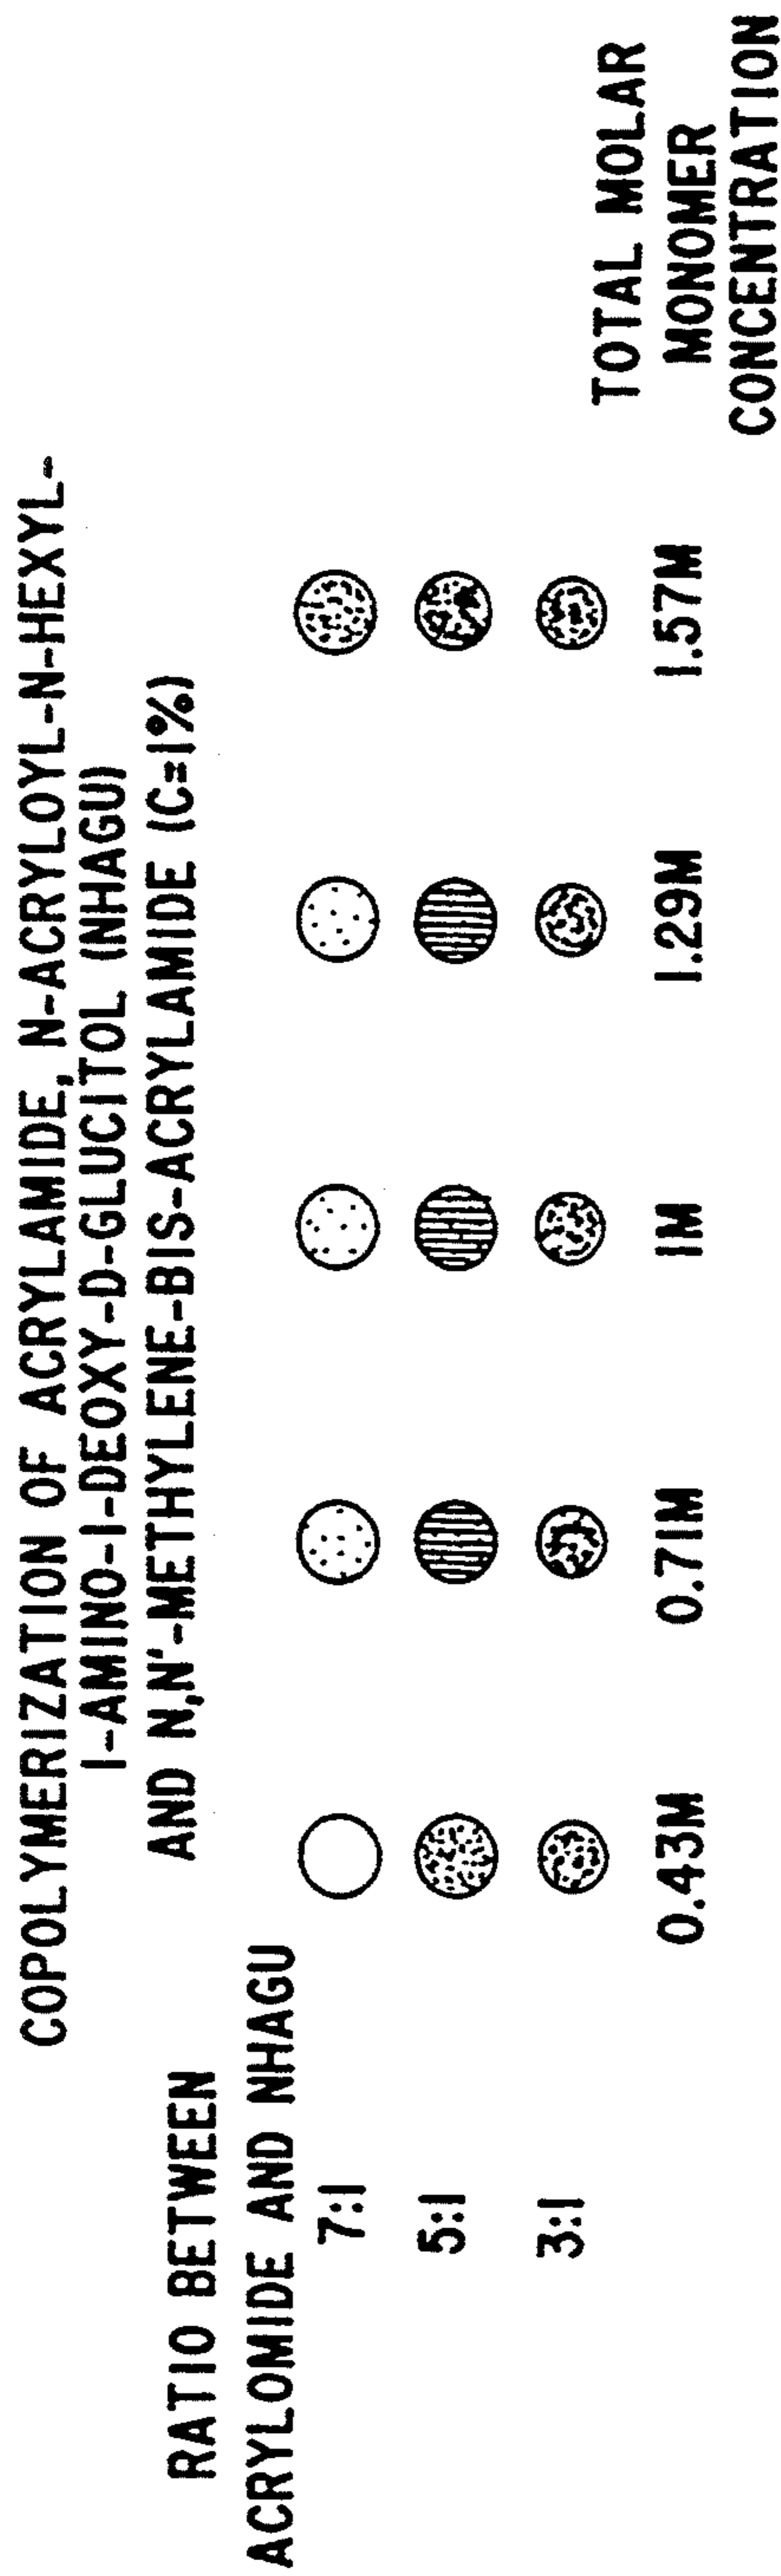 COPOLYMERIZATION OF ACRYLAMIDE, N-ACRYLOYL-N-HEXYL-
1-AMINO-1-DEOXY-D-GLUCITOL (NHAGU)
AND N,N'-METHYLENE-BIS-ACRYLAMIDE (C=1%)
RATIO BETWEEN
ACRYLOMIDE AND NHAGU
7:1
5:1
3:1
0.43M 0.71M 1M 1.29M 1.57M
TOTAL MOLAR
MONOMER
CONCENTRATION